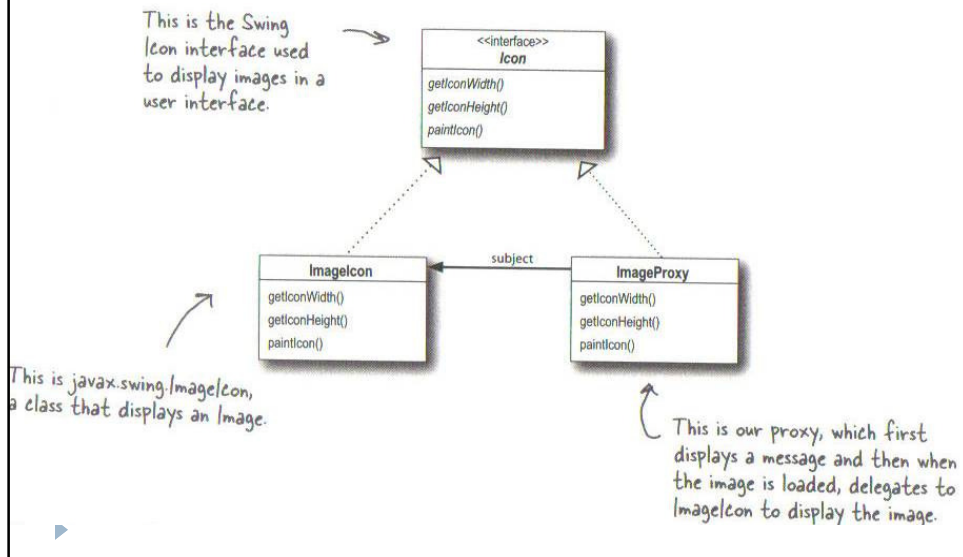 This is the Swing
Icon interface used
to display images in a
user interface.
<<interface>>
Icon
getIconWidth()
getIconHeight()
paintIcon()
subject
ImageIcon
getIconWidth()
getIconHeight()
paintIcon()
ImageProxy
getIconWidth()
getIconHeight()
paintIcon()
This is javax.swing.ImageIcon,
a class that displays an Image.
This is our proxy, which first
displays a message and then when
the image is loaded, delegates to
ImageIcon to display the image.